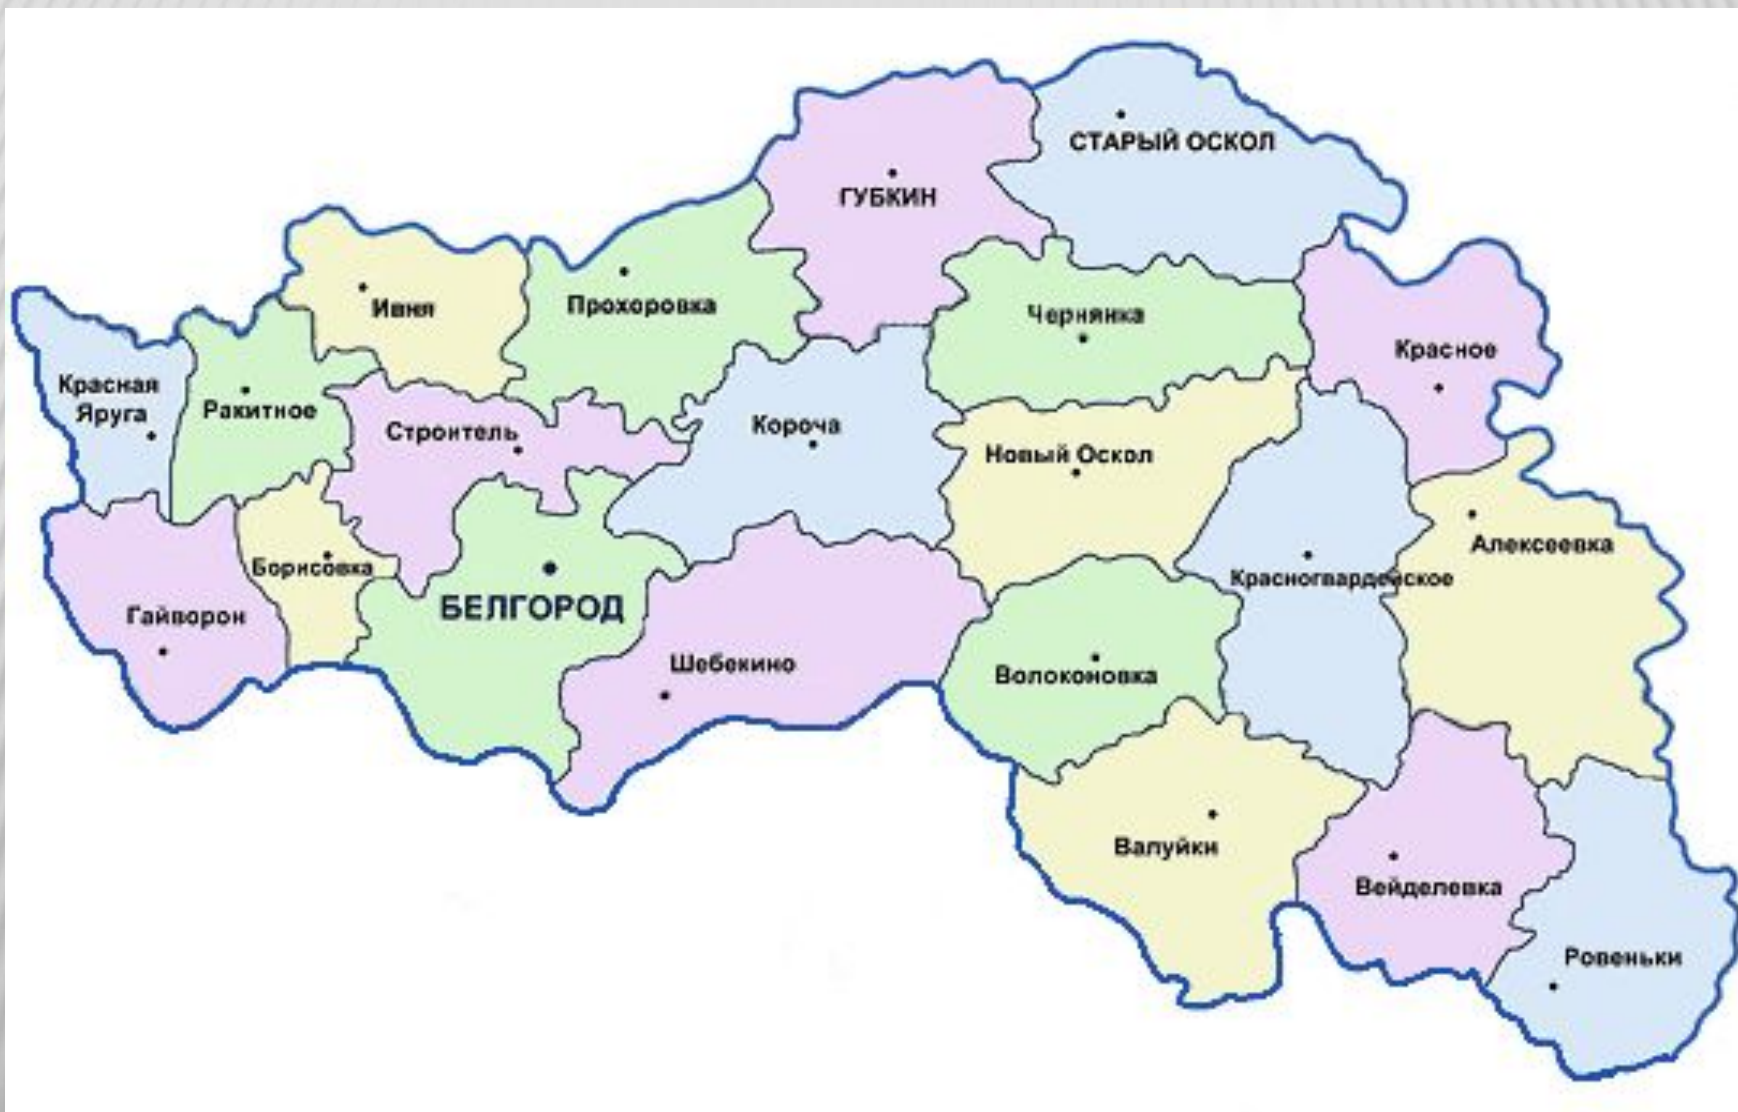 СТАРЫЙ ОСКОЛ
ГУБКИН
Ивня
Прохоровка
Чернянка
Красное
Красная
Яруга
Ракитное
Строитель
Короча
Новый Оскол
Алексеевка
Борисовка
Красногвардейское
Гайворон
БЕЛГОРОД
Шебекино
Волоконовка
Валуйки
Вейделевка
Ровеньки